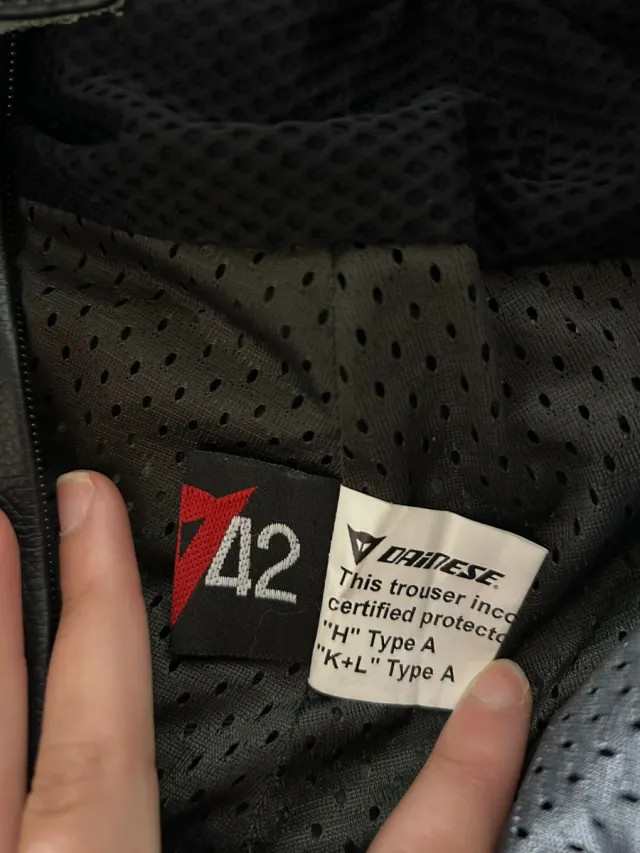 42
DAINESE
This trouser inco
certified protecto
"H" Type A
"K+L" Type A